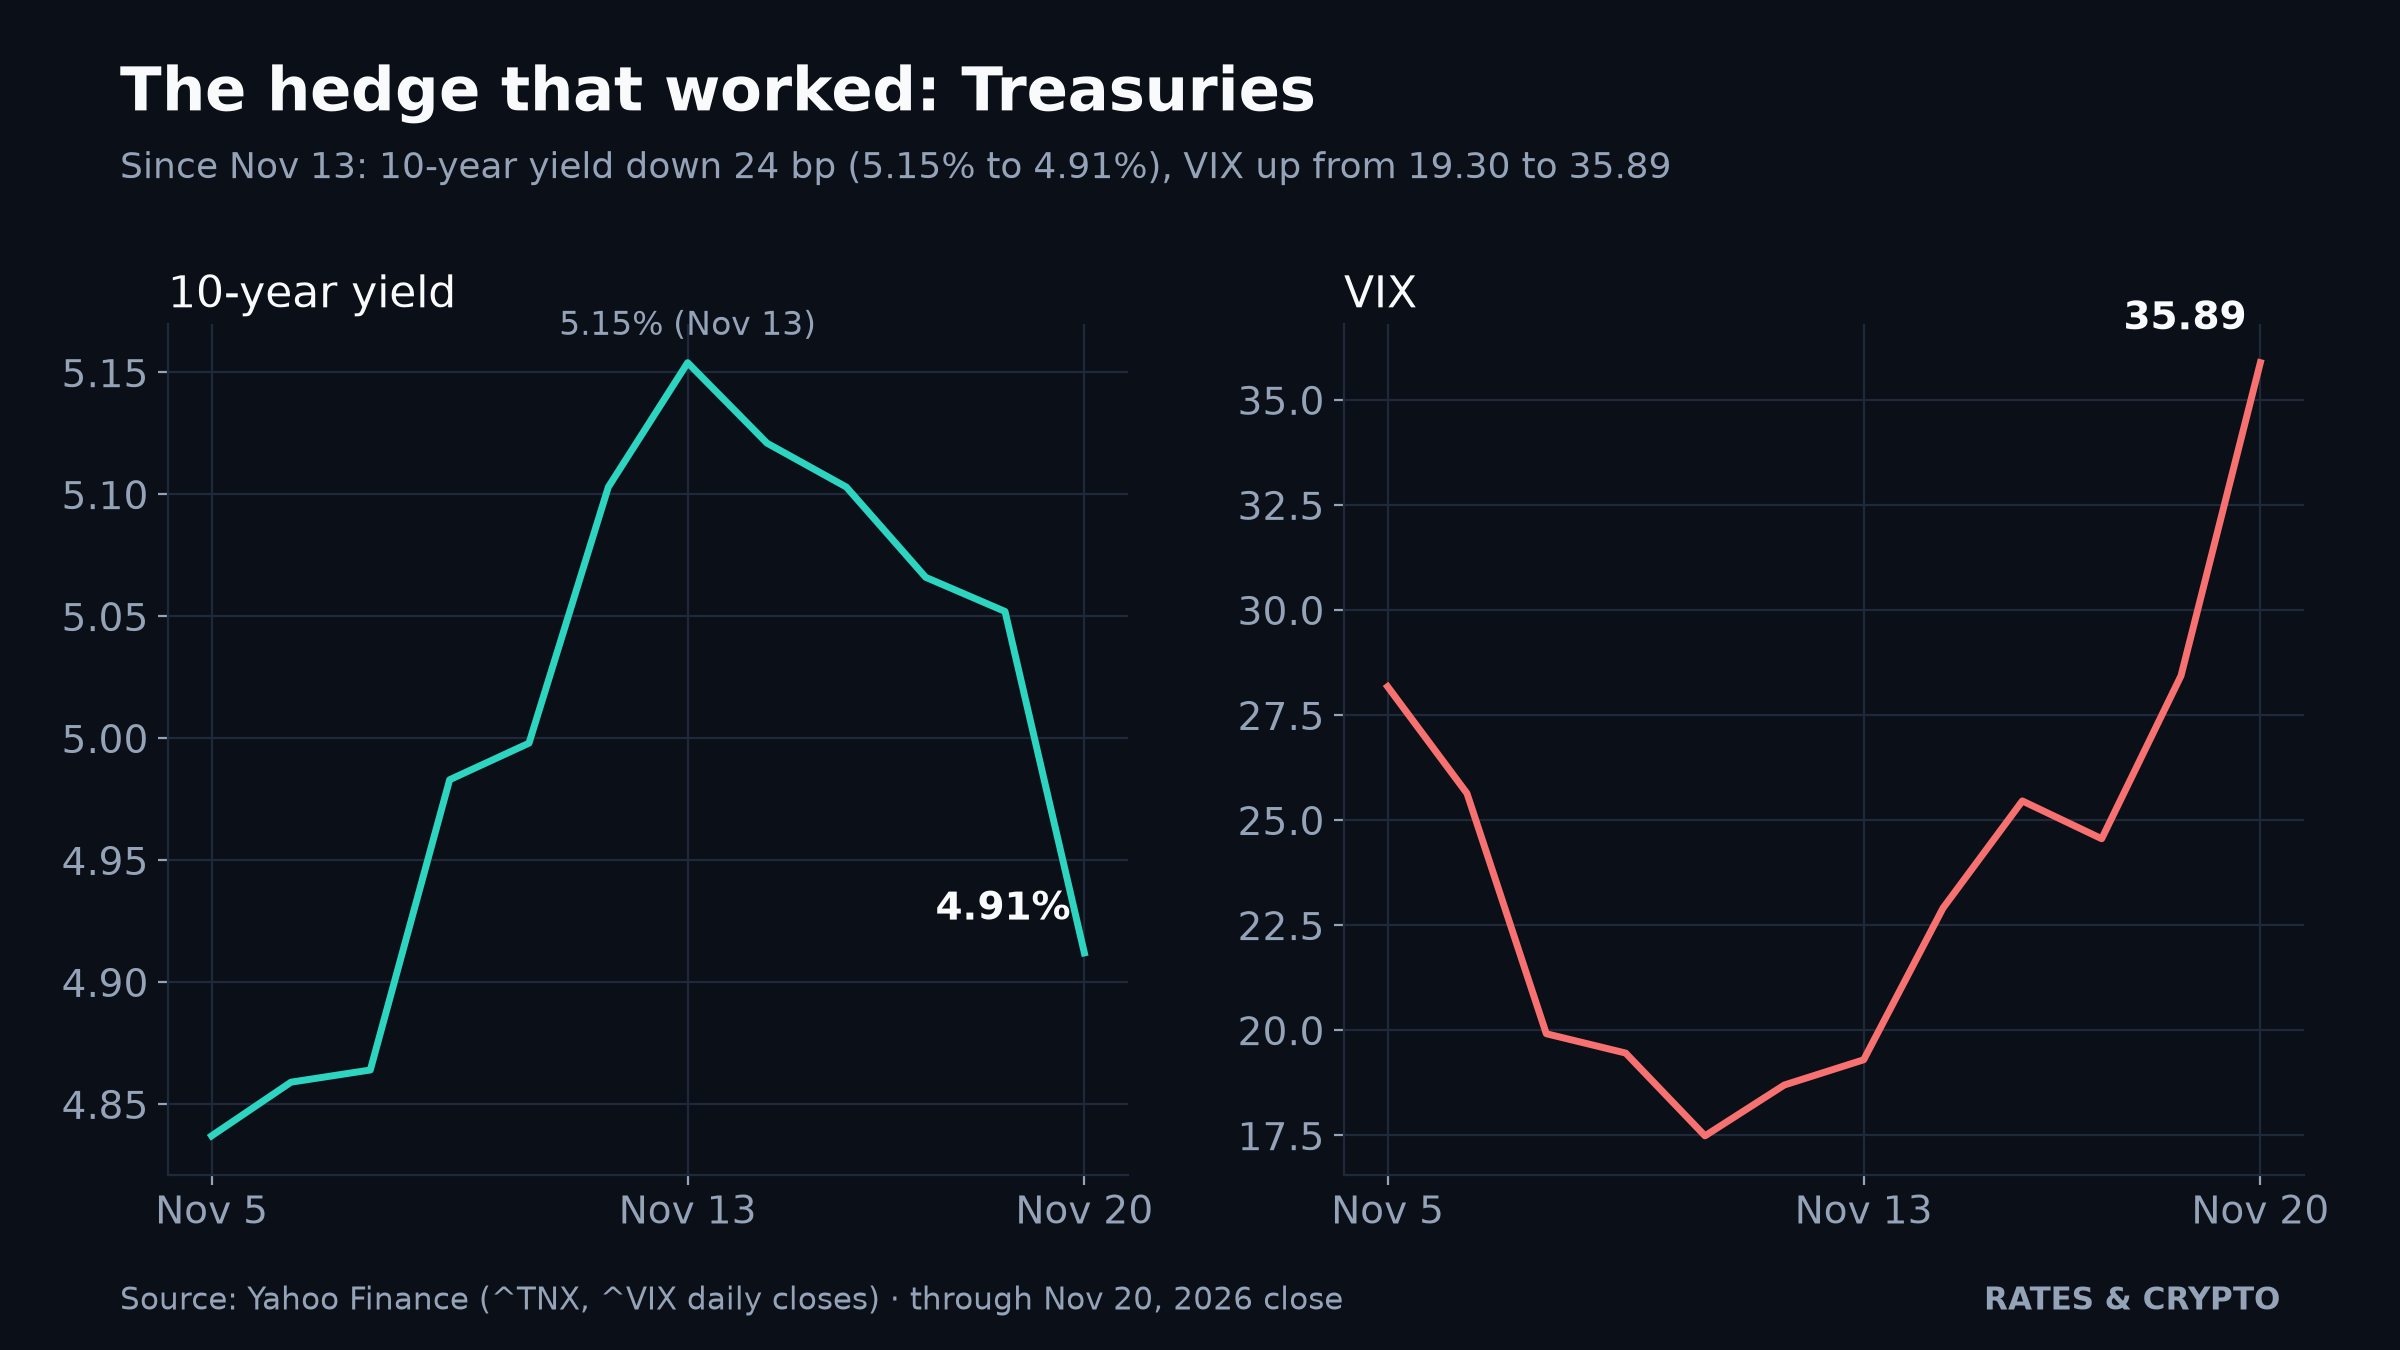 The hedge that worked: Treasuries
Since Nov 13: 10-year yield down 24 bp (5.15% to 4.91%), VIX up from 19.30 to 35.89
10-year yield
5.15% (Nov 13)
5.15
5.10
5.05
5.00
4.95
4.91%
4.90
4.85
Nov 5
Nov 13
Nov 20
VIX
35.89
35.0
32.5
30.0
27.5
25.0
22.5
20.0
17.5
Nov 5
Nov 13
Nov 20
Source: Yahoo Finance (^TNX, ^VIX daily closes) · through Nov 20, 2026 close
RATES & CRYPTO